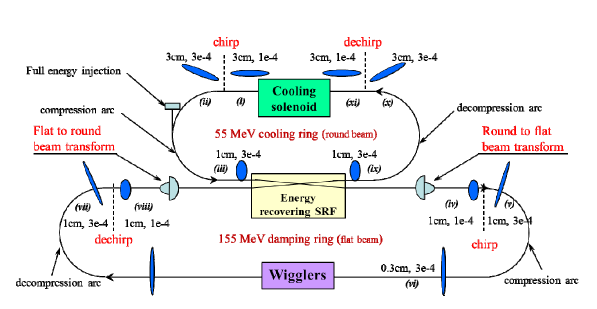 chirp
dechirp
3cm, 3e-4
3cm, 1e-4
3cm, 1e-4
3cm, 3e-4
Full energy injection
Cooling
solenoid
(ii)
(i)
(xi)
(x)
compression arc
decompression arc
Flat to round
beam transform
55 MeV cooling ring (round beam)
Round to flat
beam transform
1cm, 3e-4
(iii)
1cm, 3e-4
(ix)
Energy
recovering SRF
(vii)
(viii)
(iv)
(v)
1cm, 3e-4
1cm, 1e-4
1cm, 1e-4
1cm, 3e-4
dechirp
155 MeV damping ring (flat beam)
chirp
Wigglers
0.3cm, 3e-4
(vi)
decompression arc
compression arc